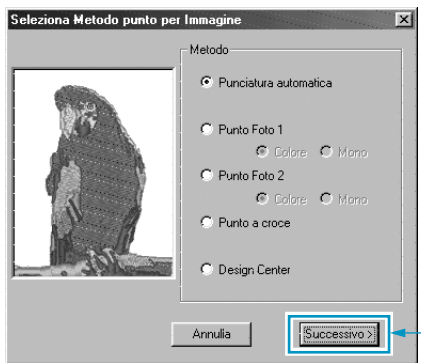 Seleziona Metodo punto per Immagine
Metodo
Punciatura automatica
Punto Foto 1
Colore Mono
Punto Foto 2
Colore Mono
Punto a croce
Design Center
Annulla
Successivo >